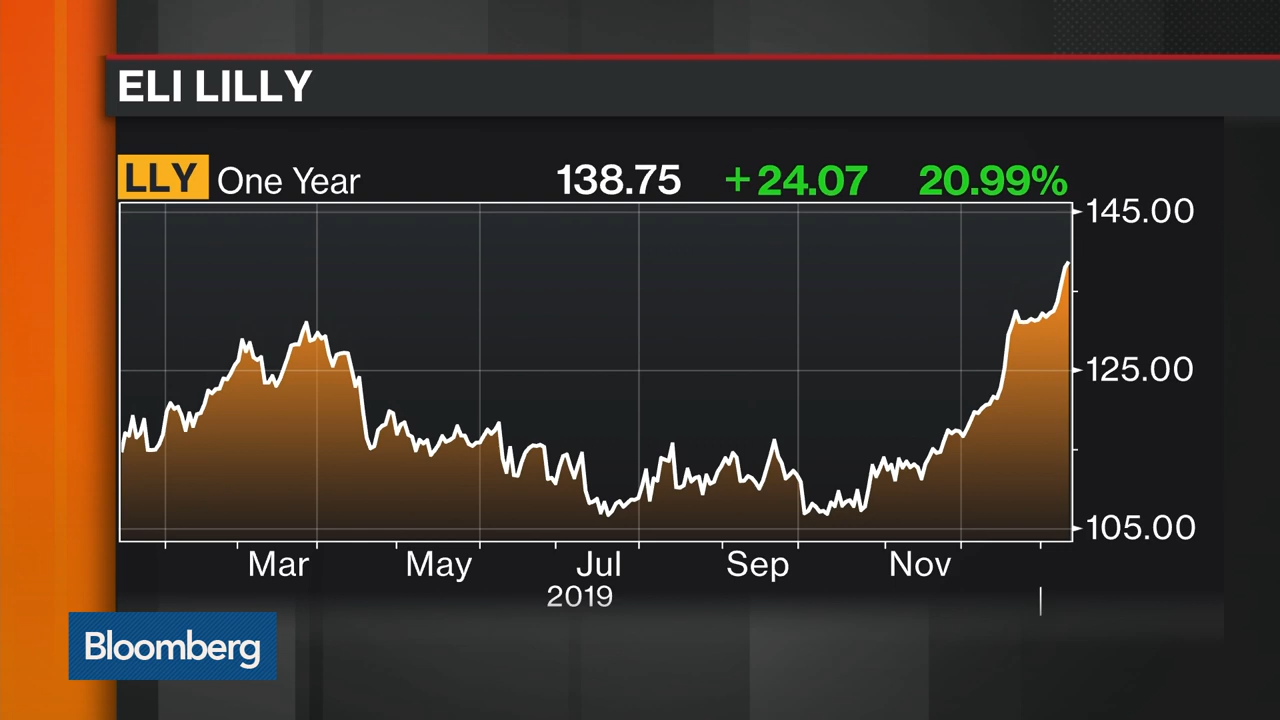 ELI LILLY
LLY One Year 138.75 +24.07 20.99%
145.00
125.00
105.00
Mar May Jul Sep Nov
2019
Bloomberg